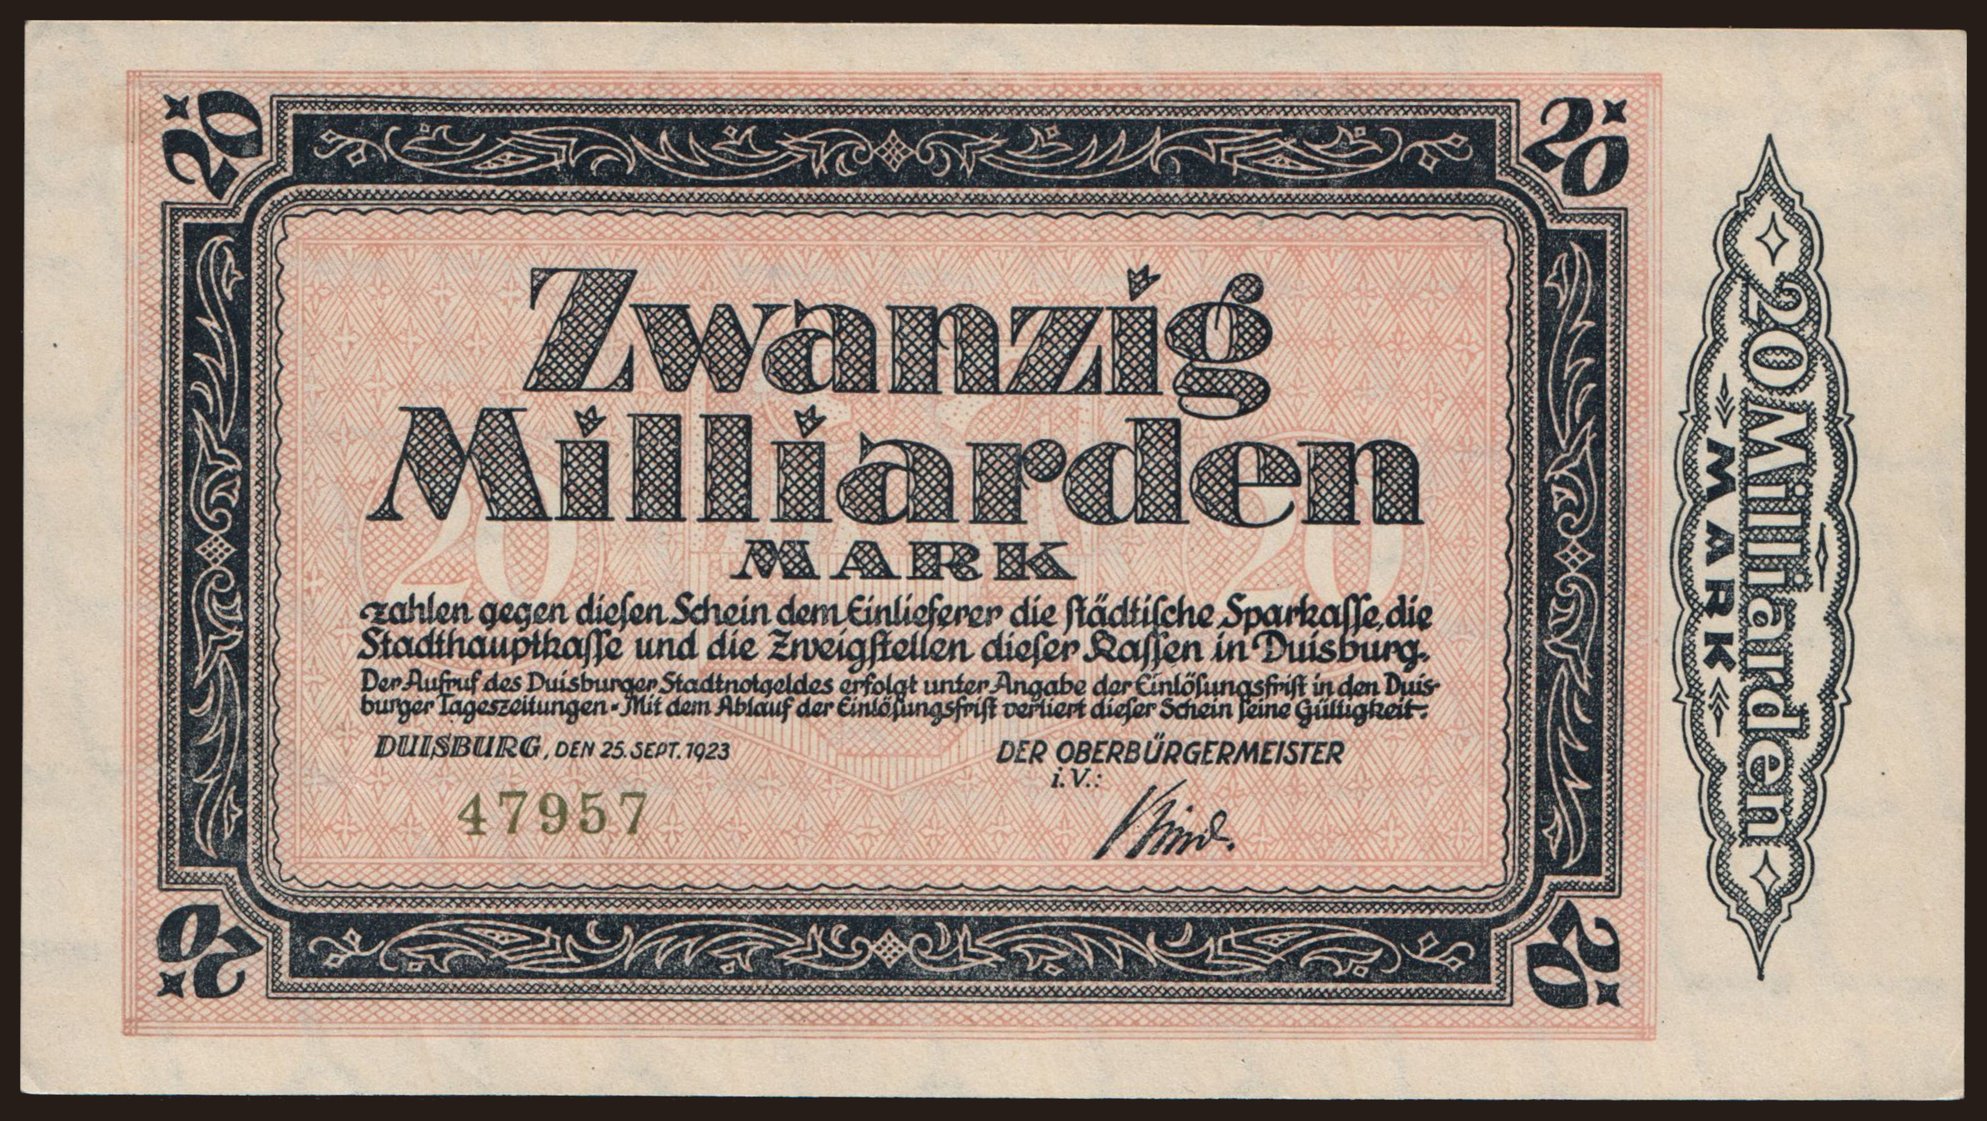 20
20
Zwanzig
Milliarden
MARK
zahlen gegen dieſen Schein dem Einlieferer die ſtädtiſche Sparkaſſe, die
Stadthauptkaſſe und die Zweigſtellen dieſer Kaſſen in Duisburg.
Der Aufruf des Duisburger Stadtnotgeldes erfolgt unter Angabe der Einlöſungsfriſt in den Duis-
burger Tageszeitungen - Mit dem Ablauf der Einlöſungsfriſt verliert dieſer Schein ſeine Gültigkeit.
DUISBURG, DEN 25. SEPT. 1923
DER OBERBÜRGERMEISTER
i. V.:
47957
20
20
20
20
20 Milliarden
MARK